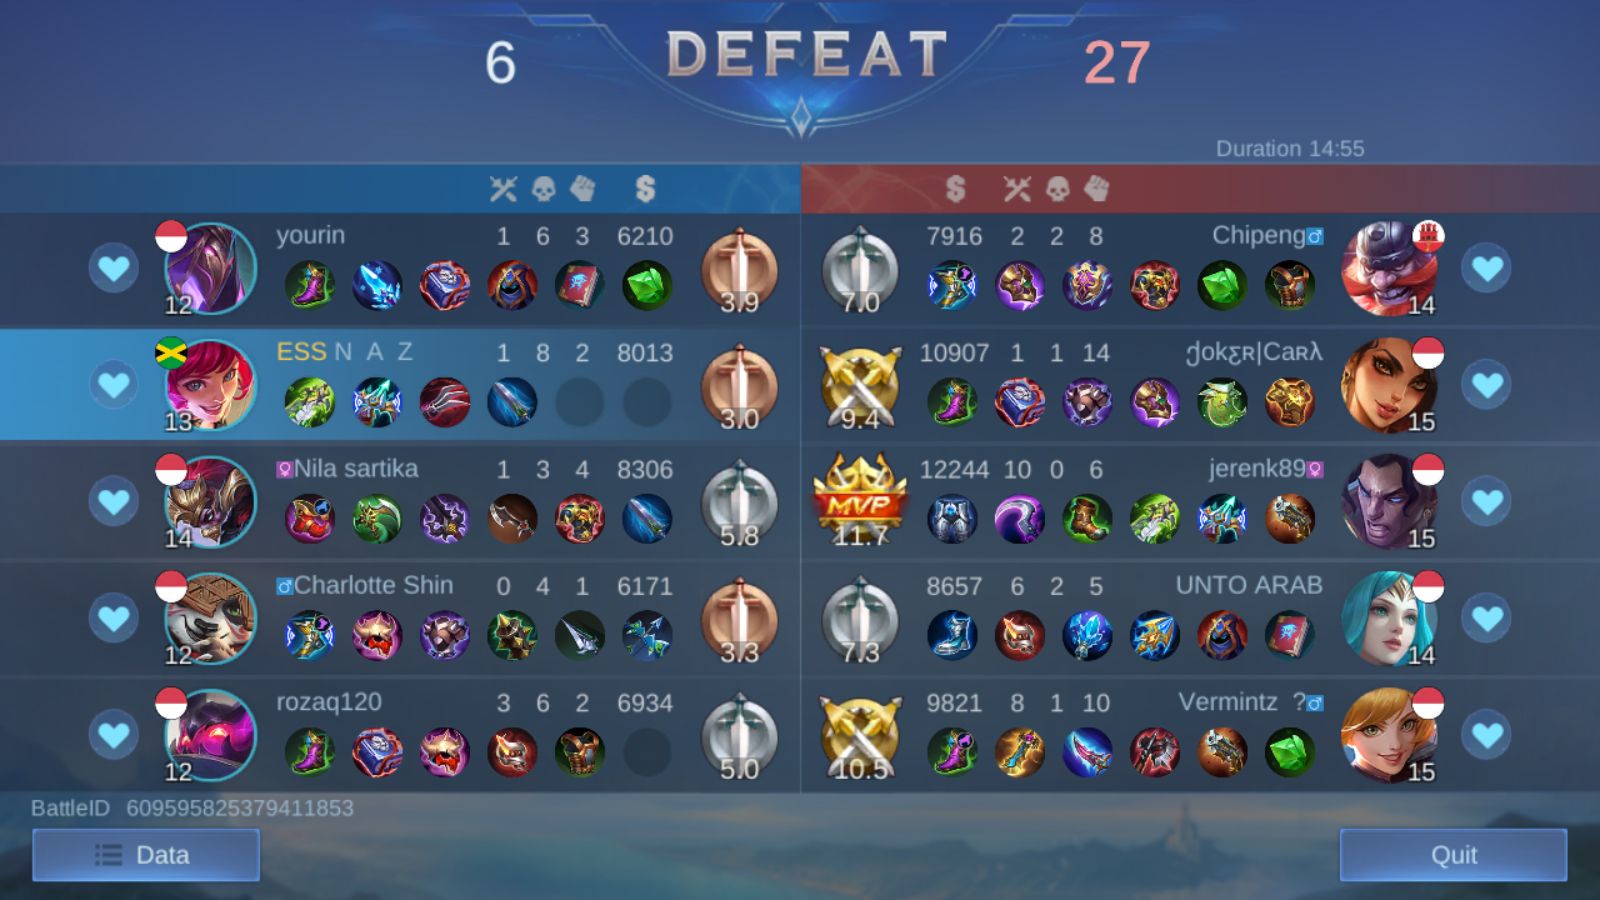 6 DEFEAT 27
Duration 14:55
yourin 1 6 3 6210
12 3.9
7.0 7916 2 2 8 Chipeng
14
ESS N A Z 1 8 2 8013
13 3.0
9.4 10907 1 1 14
15
Nila sartika 1 3 4 8306
14 5.8
MVP 11.7 12244 10 0 6 jerenk89
15
Charlotte Shin 0 4 1 6171
12 3.3
7.3 8657 6 2 5 UNTO ARAB
14
rozaq120 3 6 2 6934
12 5.0
10.5 9821 8 1 10 Vermintz ?
15
BattleID 609595825379411853
Data
Quit